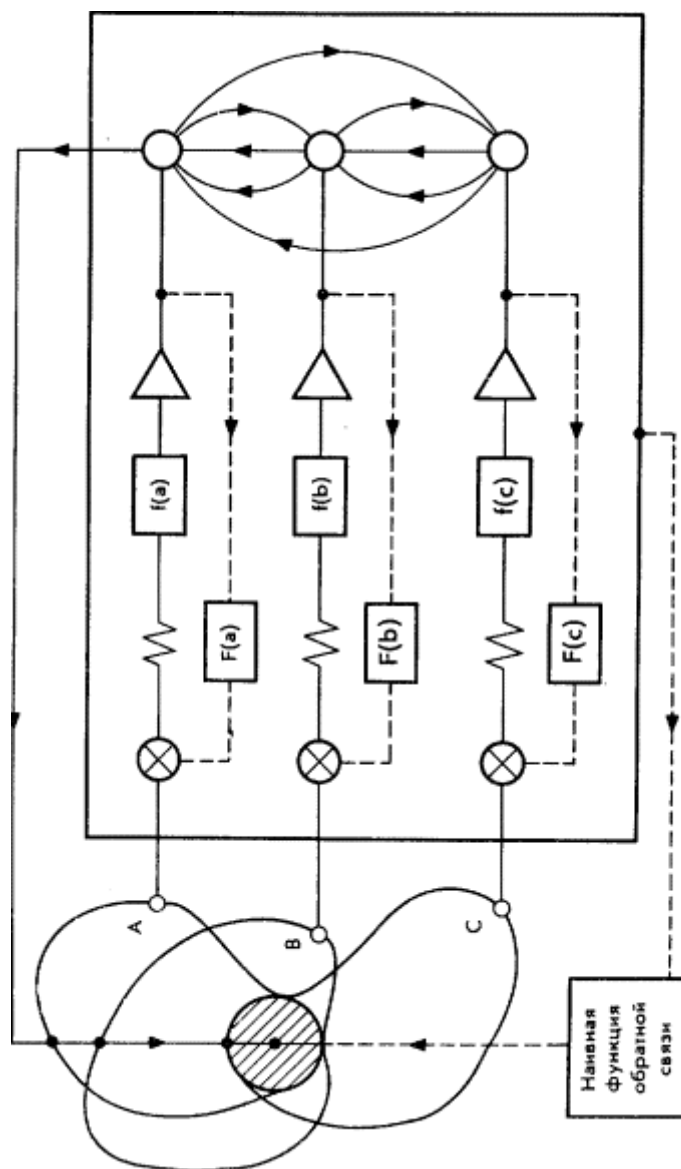 f(a)
f(b)
f(c)
F(a)
F(b)
F(c)
A
B
C
Наивная
функция
обратной
связи